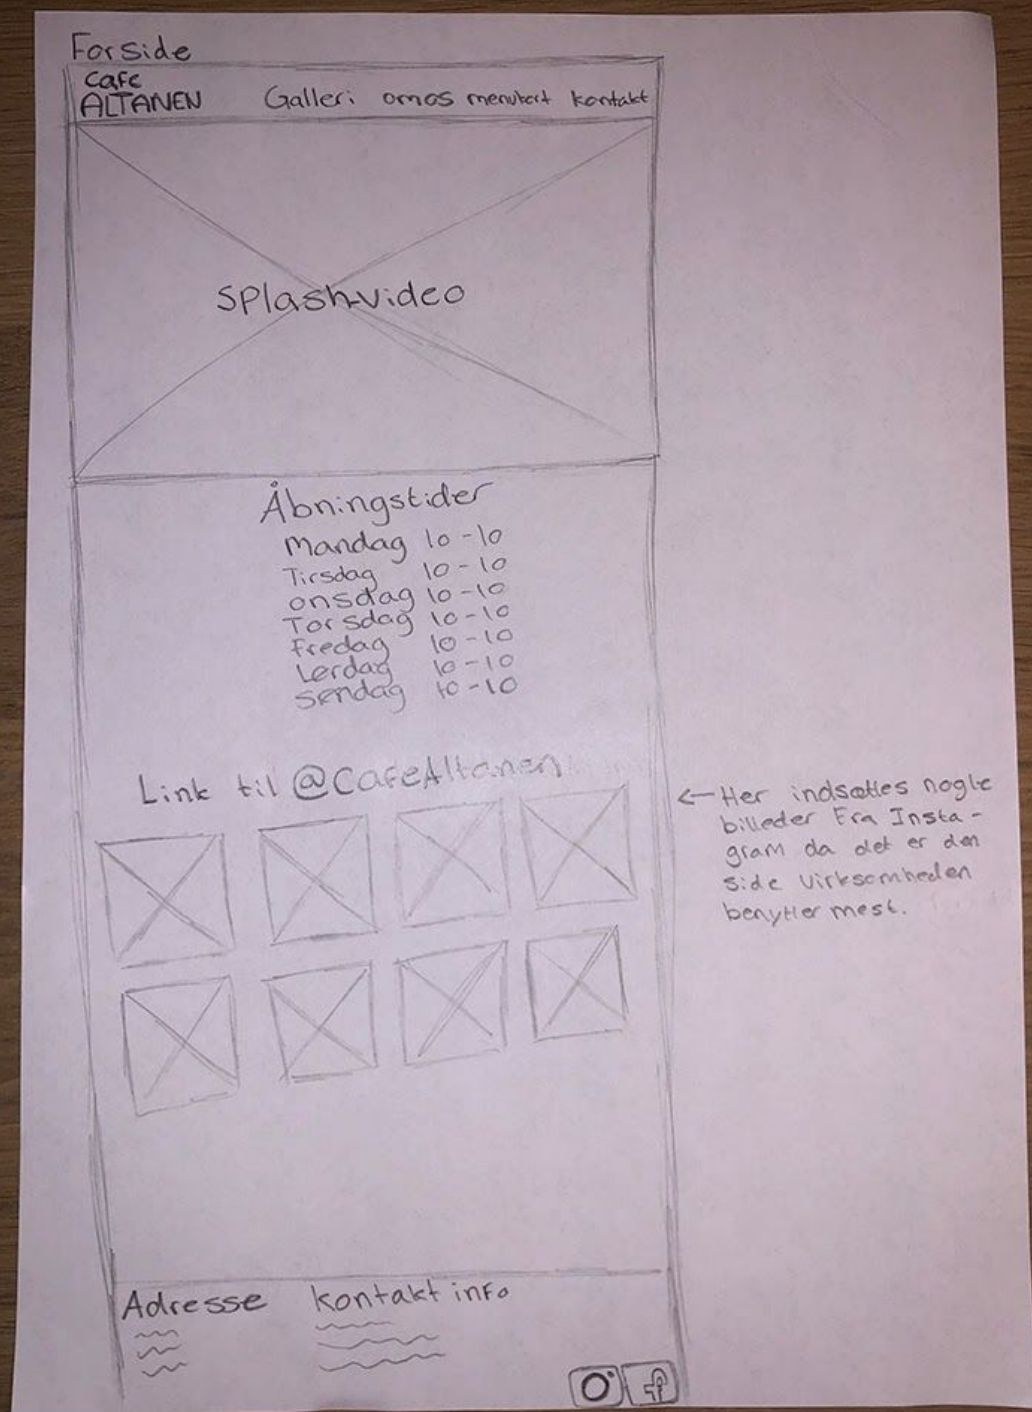 Forside
Cafe
ALTANEN
Galleri omos menukort kontakt
Splashvideo
Åbningstider
Mandag 10-10
Tirsdag 10-10
onsdag 10-10
Torsdag 10-10
Fredag 10-10
Lørdag 10-10
Søndag 10-10
Link til @CafeAltanen
← Her indsættes nogle
billeder Fra Insta-
gram da det er den
side virksomheden
benytter mest.
Adresse kontakt info